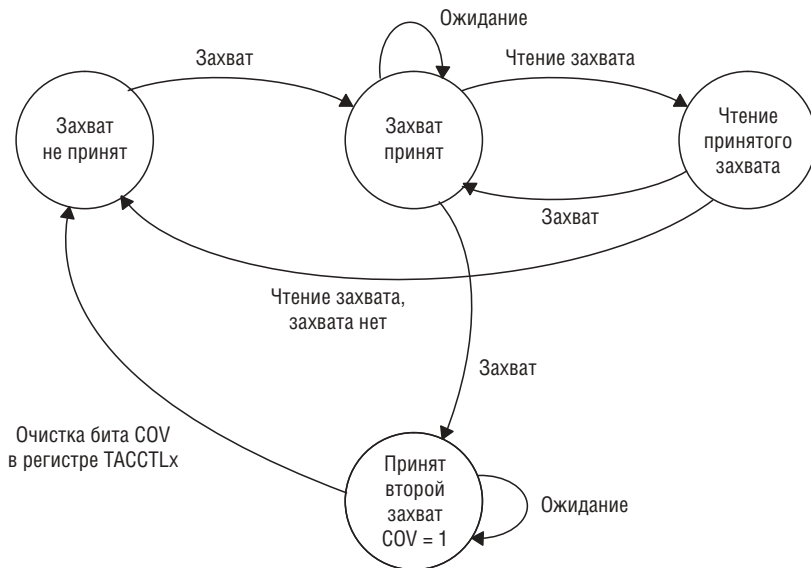 Ожидание
Захват
Чтение захвата
Захват
не принят
Захват
принят
Чтение
принятого
захвата
Захват
Чтение захвата,
захвата нет
Захват
Очистка бита COV
в регистре TACCTLx
Принят
второй
захват
COV = 1
Ожидание